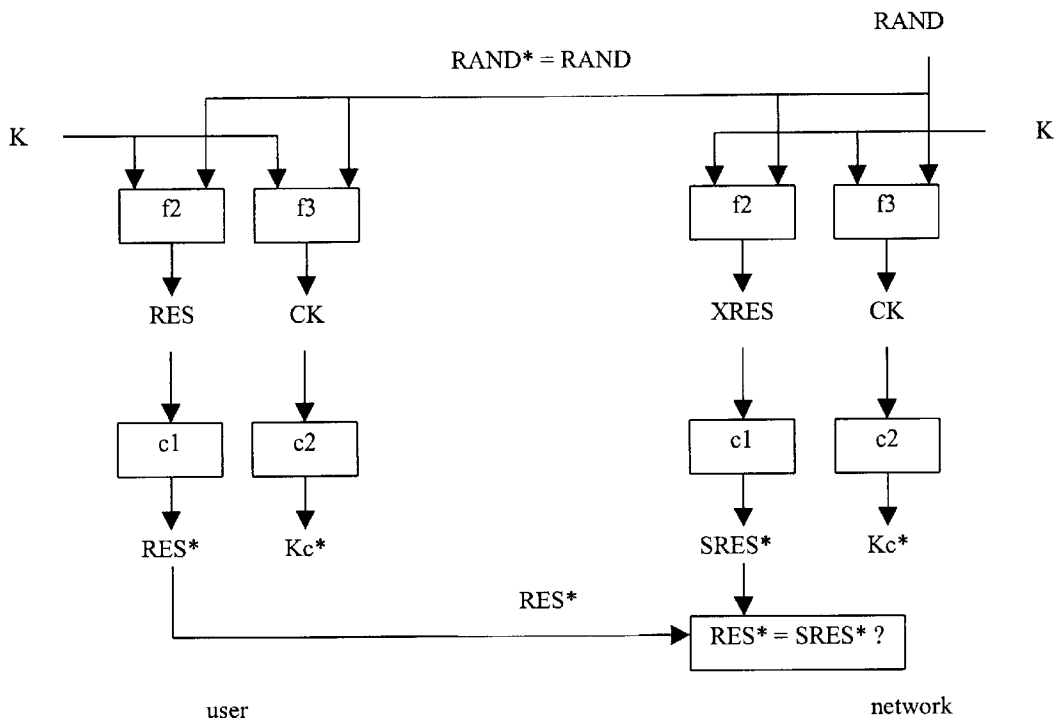 RAND
RAND* = RAND
K K
f2 f3 f2 f3
RES CK XRES CK
c1 c2 c1 c2
RES* Kc* SRES* Kc*
RES*
RES* = SRES* ?
user network